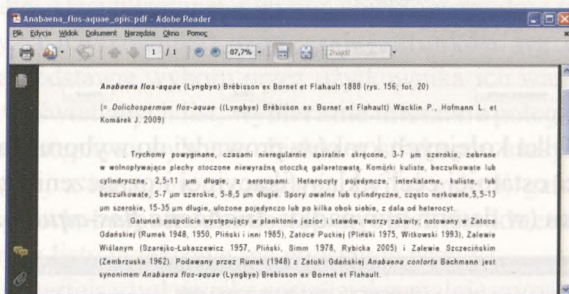 Anabaena_flos-aquae_opis.pdf - Adobe Reader
Plik Edycja Widok Dokument Narzędzia Okno Pomoc
1 / 1 87,7% Znajdź
Anabaena flos-aquae (Lyngbye) Brébisson ex Bornet et Flahault 1888 (rys. 156, fot. 20)
(= Dolichospermum flos-aquae ((Lyngbye) Brébisson ex Bornet et Flahault) Wacklin P., Hofmann L. et
Komárek J. 2009)
Trychomy powyginane, czasami nieregularnie spiralnie skręcone, 3-7 µm szerokie, zebrane
w wolnopływające plechy otoczone niewyraźną otoczką galaretowatą. Komórki kuliste, beczułkowate lub
cylindryczne, 2,5-11 µm długie, z aerotopami. Heterocyty pojedyncze, interkalarne, kuliste, lub
beczułkowate, 5-7 µm szerokie, 5-8,5 µm długie. Spory owalne lub cylindryczne, często nerkowate,5,5-13
µm szerokie, 15-35 µm długie, ułożone pojedynczo lub po kilka obok siebie, z dala od heterocyt.
Gatunek pospolicie występujący w planktonie jezior i stawów, tworzy zakwity; notowany w Zatoce
Gdańskiej (Rumek 1948, 1950, Pliński i inni 1985), Zatoce Puckiej (Pliński 1975, Witkowski 1993), Zalewie
Wiślanym (Szarejko-Łukaszewicz 1957, Pliński, Simm 1978, Rybicka 2005) i Zalewie Szczecińskim
(Zembrzuska 1962). Podawany przez Rumek (1948) z Zatoki Gdańskiej Anabaena contorta Bachmann jest
synonimem Anabaena flos-aquae (Lyngbye) Brébisson ex Bornet et Flahault.